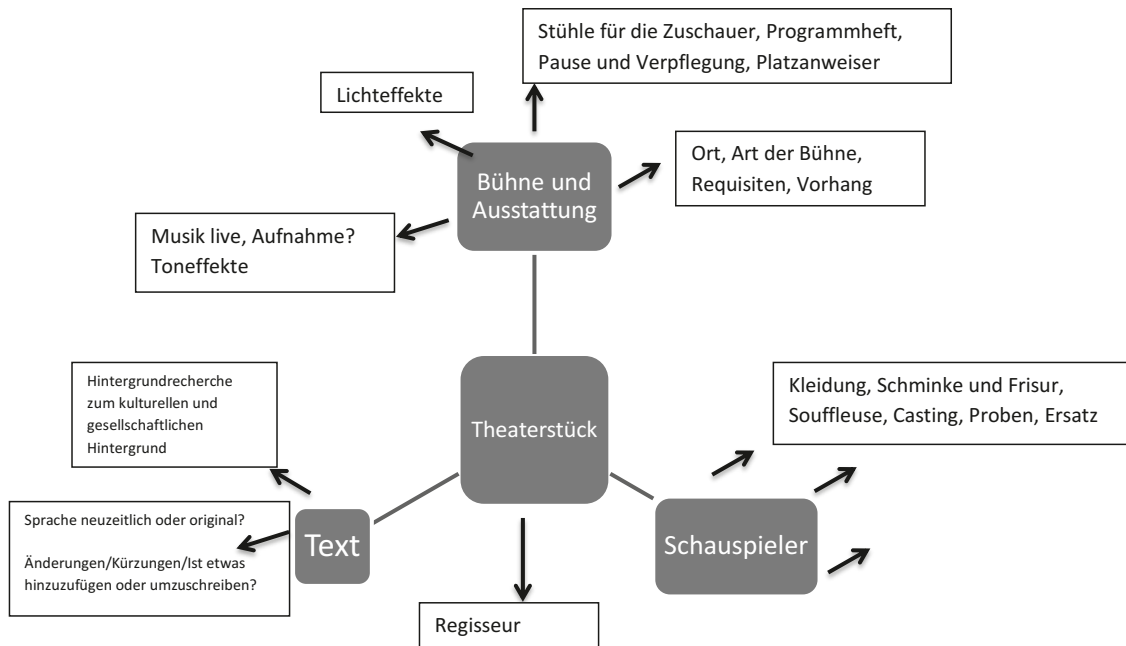 Stühle für die Zuschauer, Programmheft,
Pause und Verpflegung, Platzanweiser
Lichteffekte
Bühne und
Ausstattung
Ort, Art der Bühne,
Requisiten, Vorhang
Musik live, Aufnahme?
Toneffekte
Theaterstück
Hintergrundrecherche
zum kulturellen und
gesellschaftlichen
Hintergrund
Kleidung, Schminke und Frisur,
Souffleuse, Casting, Proben, Ersatz
Sprache neuzeitlich oder original?
Änderungen/Kürzungen/Ist etwas
hinzuzufügen oder umzuschreiben?
Text
Schauspieler
Regisseur